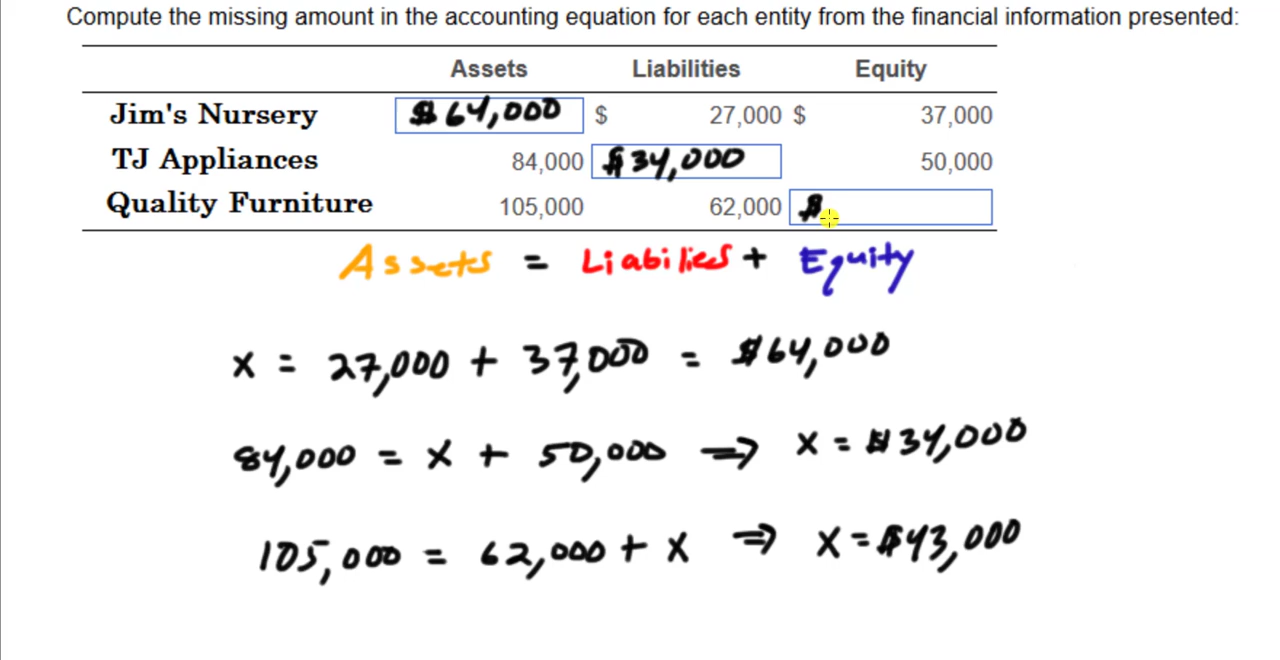 Compute the missing amount in the accounting equation for each entity from the financial information presented:
Assets Liabilities Equity
Jim's Nursery $64,000 $ 27,000 $ 37,000
TJ Appliances 84,000 $34,000 50,000
Quality Furniture 105,000 62,000 $
Assets = Liabilies + Equity
x = 27,000 + 37,000 = $64,000
84,000 = x + 50,000 ⇒ x = $34,000
105,000 = 62,000 + x ⇒ x = $43,000